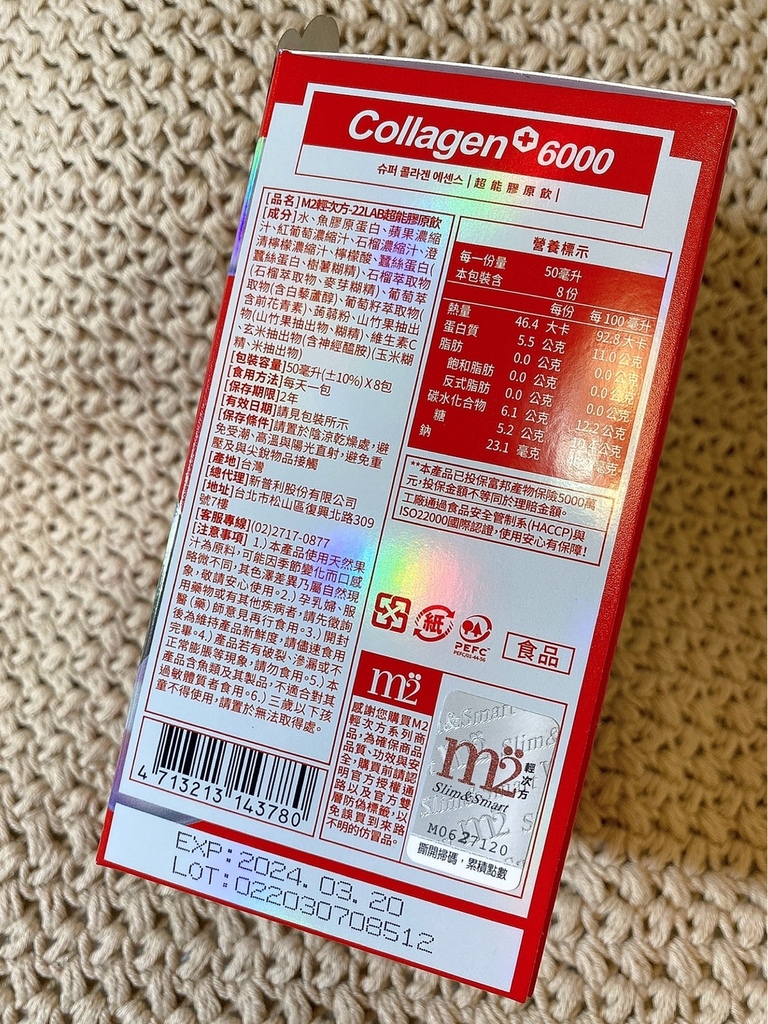 Collagen+6000
슈퍼 콜라겐 에센스 | 超能膠原飲 |
[品名] M2輕次方-22LAB超能膠原飲
[成分]水、魚膠原蛋白、蘋果濃縮
汁、紅葡萄濃縮汁、石榴濃縮汁、澄
清檸檬濃縮汁、檸檬酸、蠶絲蛋白(
蠶絲蛋白、樹薯糊精)、石榴萃取物
(石榴萃取物、麥芽糊精)、葡萄萃
取物(含白藜蘆醇)、葡萄籽萃取物(
含前花青素)、蒟蒻粉、山竹果抽出
物(山竹果抽出物、糊精)、維生素C
、玄米抽出物(含神經醯胺)(玉米糊
精、米抽出物)
[包裝容量]50毫升(±10%)X8包
[食用方法]每天一包
[保存期限]2年
[有效日期]請見包裝所示
[保存條件]請置於陰涼乾燥處，避
免受潮、高溫與陽光直射，避免重
壓及與尖銳物品接觸
[產地]台灣
[總代理]新普利股份有限公司
[地址]台北市松山區復興北路309
號7樓
[客服專線](02)2717-0877
[注意事項] 1.)本產品使用天然果
汁為原料，可能因季節變化而口感
略微不同，其色澤差異乃屬自然現
象，敬請安心使用。2.)孕乳婦、服
用藥物或有其他疾病者，請先徵詢
醫(藥)師意見再行食用。3.)開封
後為維持產品新鮮度，請儘速食用
完畢。4.)產品若有破裂、滲漏或不
正常膨脹等現象，請勿食用。5.)本
產品含魚類及其製品，不適合對其
過敏體質者食用。6.)三歲以下孩
童不得使用，請置於無法取得處。
營養標示
每一份量 50毫升
本包裝含 8份
每份 每100毫升
熱量 46.4 大卡 92.8大卡
蛋白質 5.5 公克 11.0公克
脂肪 0.0 公克 0.0公克
飽和脂肪 0.0 公克 0.0公克
反式脂肪 0.0 公克 0.0公克
碳水化合物 6.1 公克 12.2公克
糖 5.2 公克 10.4公克
鈉 23.1 毫克 毫克
**本產品已投保富邦產物保險5000萬
元，投保金額不等同於理賠金額。
工廠通過食品安全管制系(HACCP)與
ISO22000國際認證，使用安心有保障!
紙
PEFC
食品
m2
感謝您購買M2
輕次方系列商
品，為確保商品
品質、功效與安
全，購買前請認
明官方授權通
路以及官方雙
層防偽標籤，以
免誤買到來路
不明的仿冒品。
m2 輕次方
Slim&Smart
M0627120
撕開掃碼，累積點數
4 713213 143780
EXP:2024.03.20
LOT:022030708512